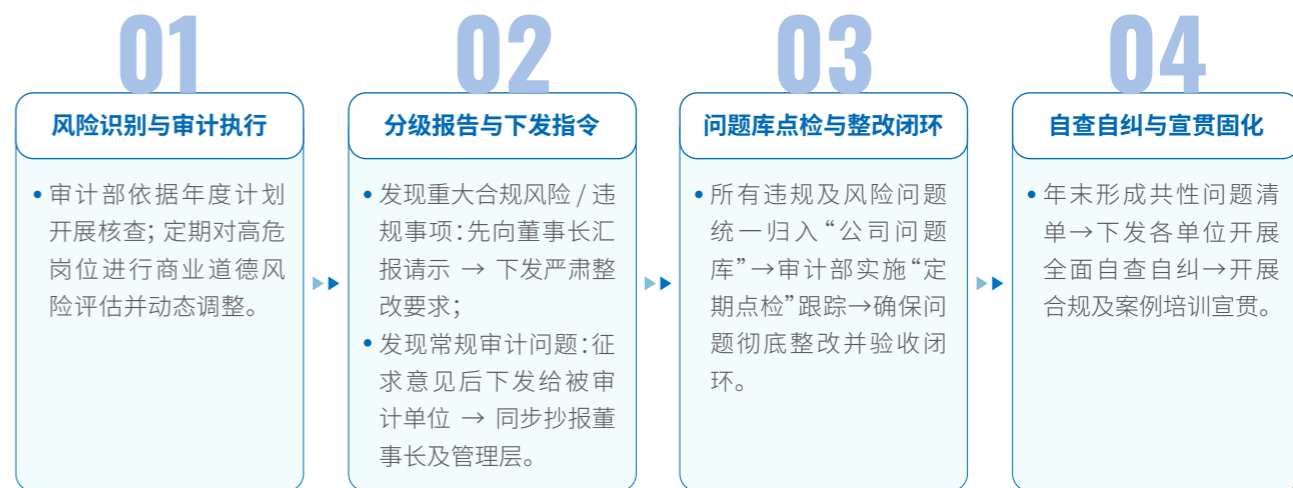 01
风险识别与审计执行
• 审计部依据年度计划
开展核查；定期对高危
岗位进行商业道德风
险评估并动态调整。
02
分级报告与下发指令
• 发现重大合规风险 / 违
规事项：先向董事长汇
报请示 → 下发严肃整
改要求；
• 发现常规审计问题：征
求意见后下发给被审
计单位 → 同步抄报董
事长及管理层。
03
问题库点检与整改闭环
• 所有违规及风险问题
统一归入“公司问题
库”→审计部实施“定
期点检”跟踪→确保问
题彻底整改并验收闭
环。
04
自查自纠与宣贯固化
• 年末形成共性问题清
单→下发各单位开展
全面自查自纠→开展
合规及案例培训宣贯。